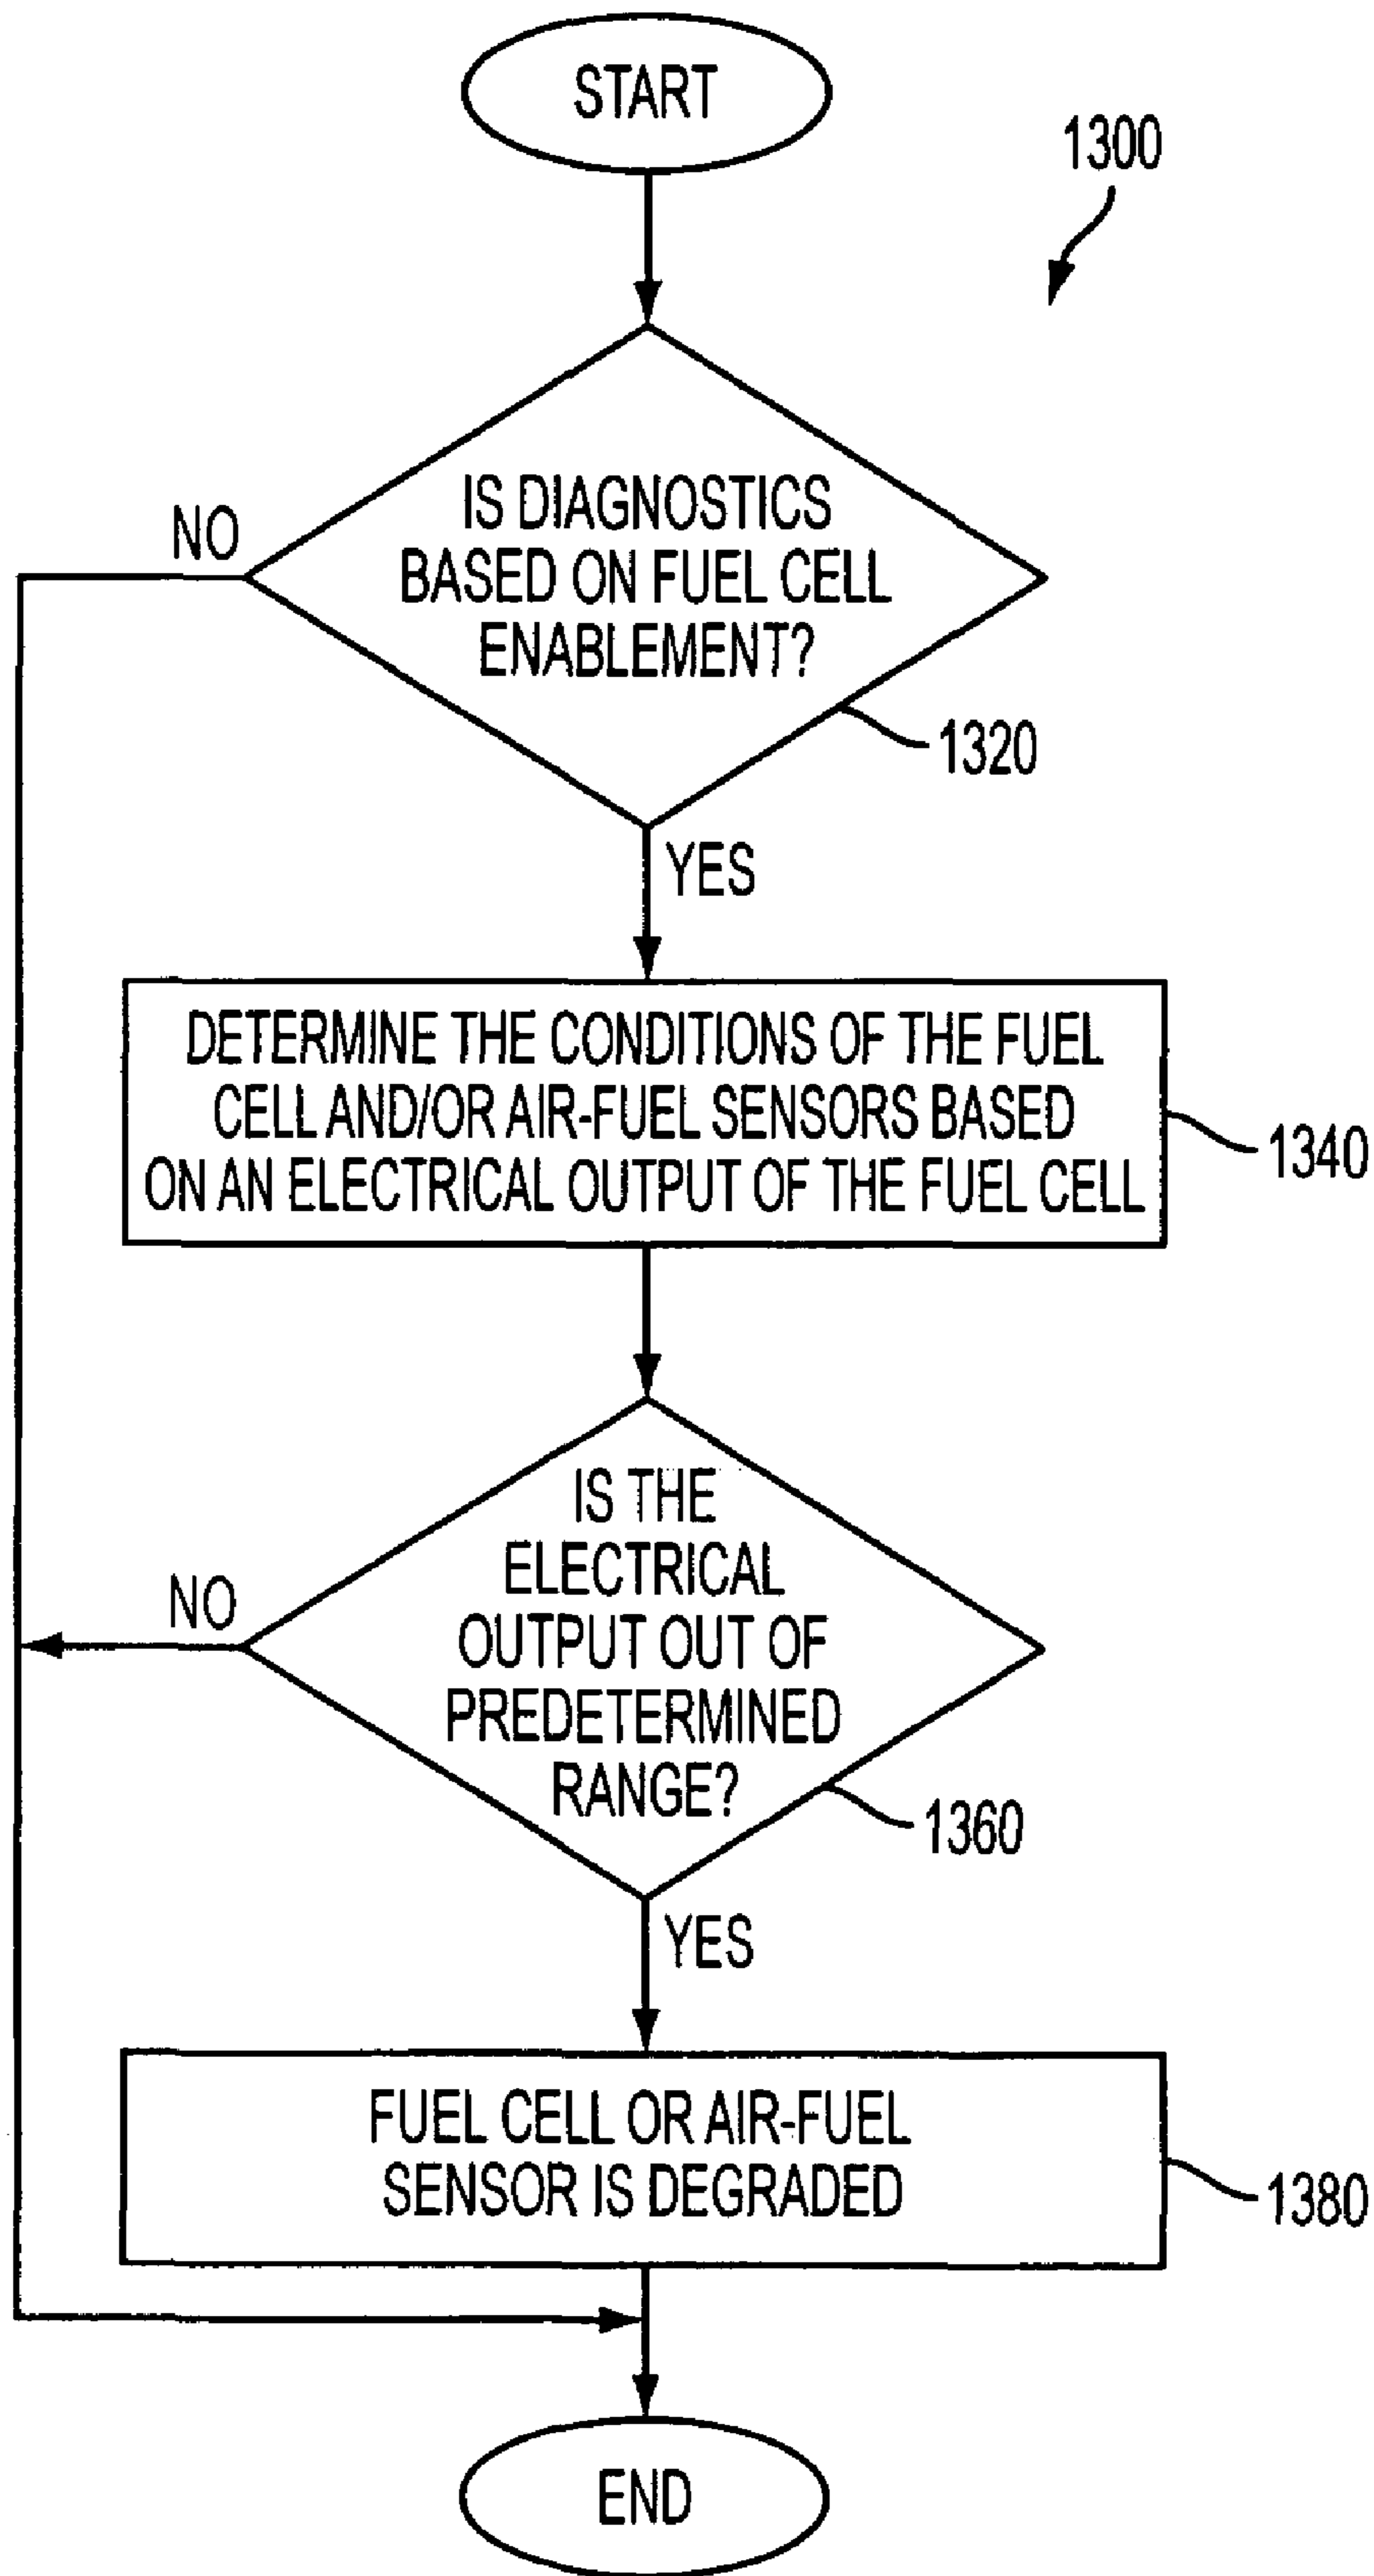 START
1300
IS DIAGNOSTICS
BASED ON FUEL CELL
ENABLEMENT?
NO
1320
YES
DETERMINE THE CONDITIONS OF THE FUEL
CELL AND/OR AIR-FUEL SENSORS BASED
ON AN ELECTRICAL OUTPUT OF THE FUEL CELL
1340
IS THE
ELECTRICAL
OUTPUT OUT OF
PREDETERMINED
RANGE?
NO
1360
YES
FUEL CELL OR AIR-FUEL
SENSOR IS DEGRADED
1380
END